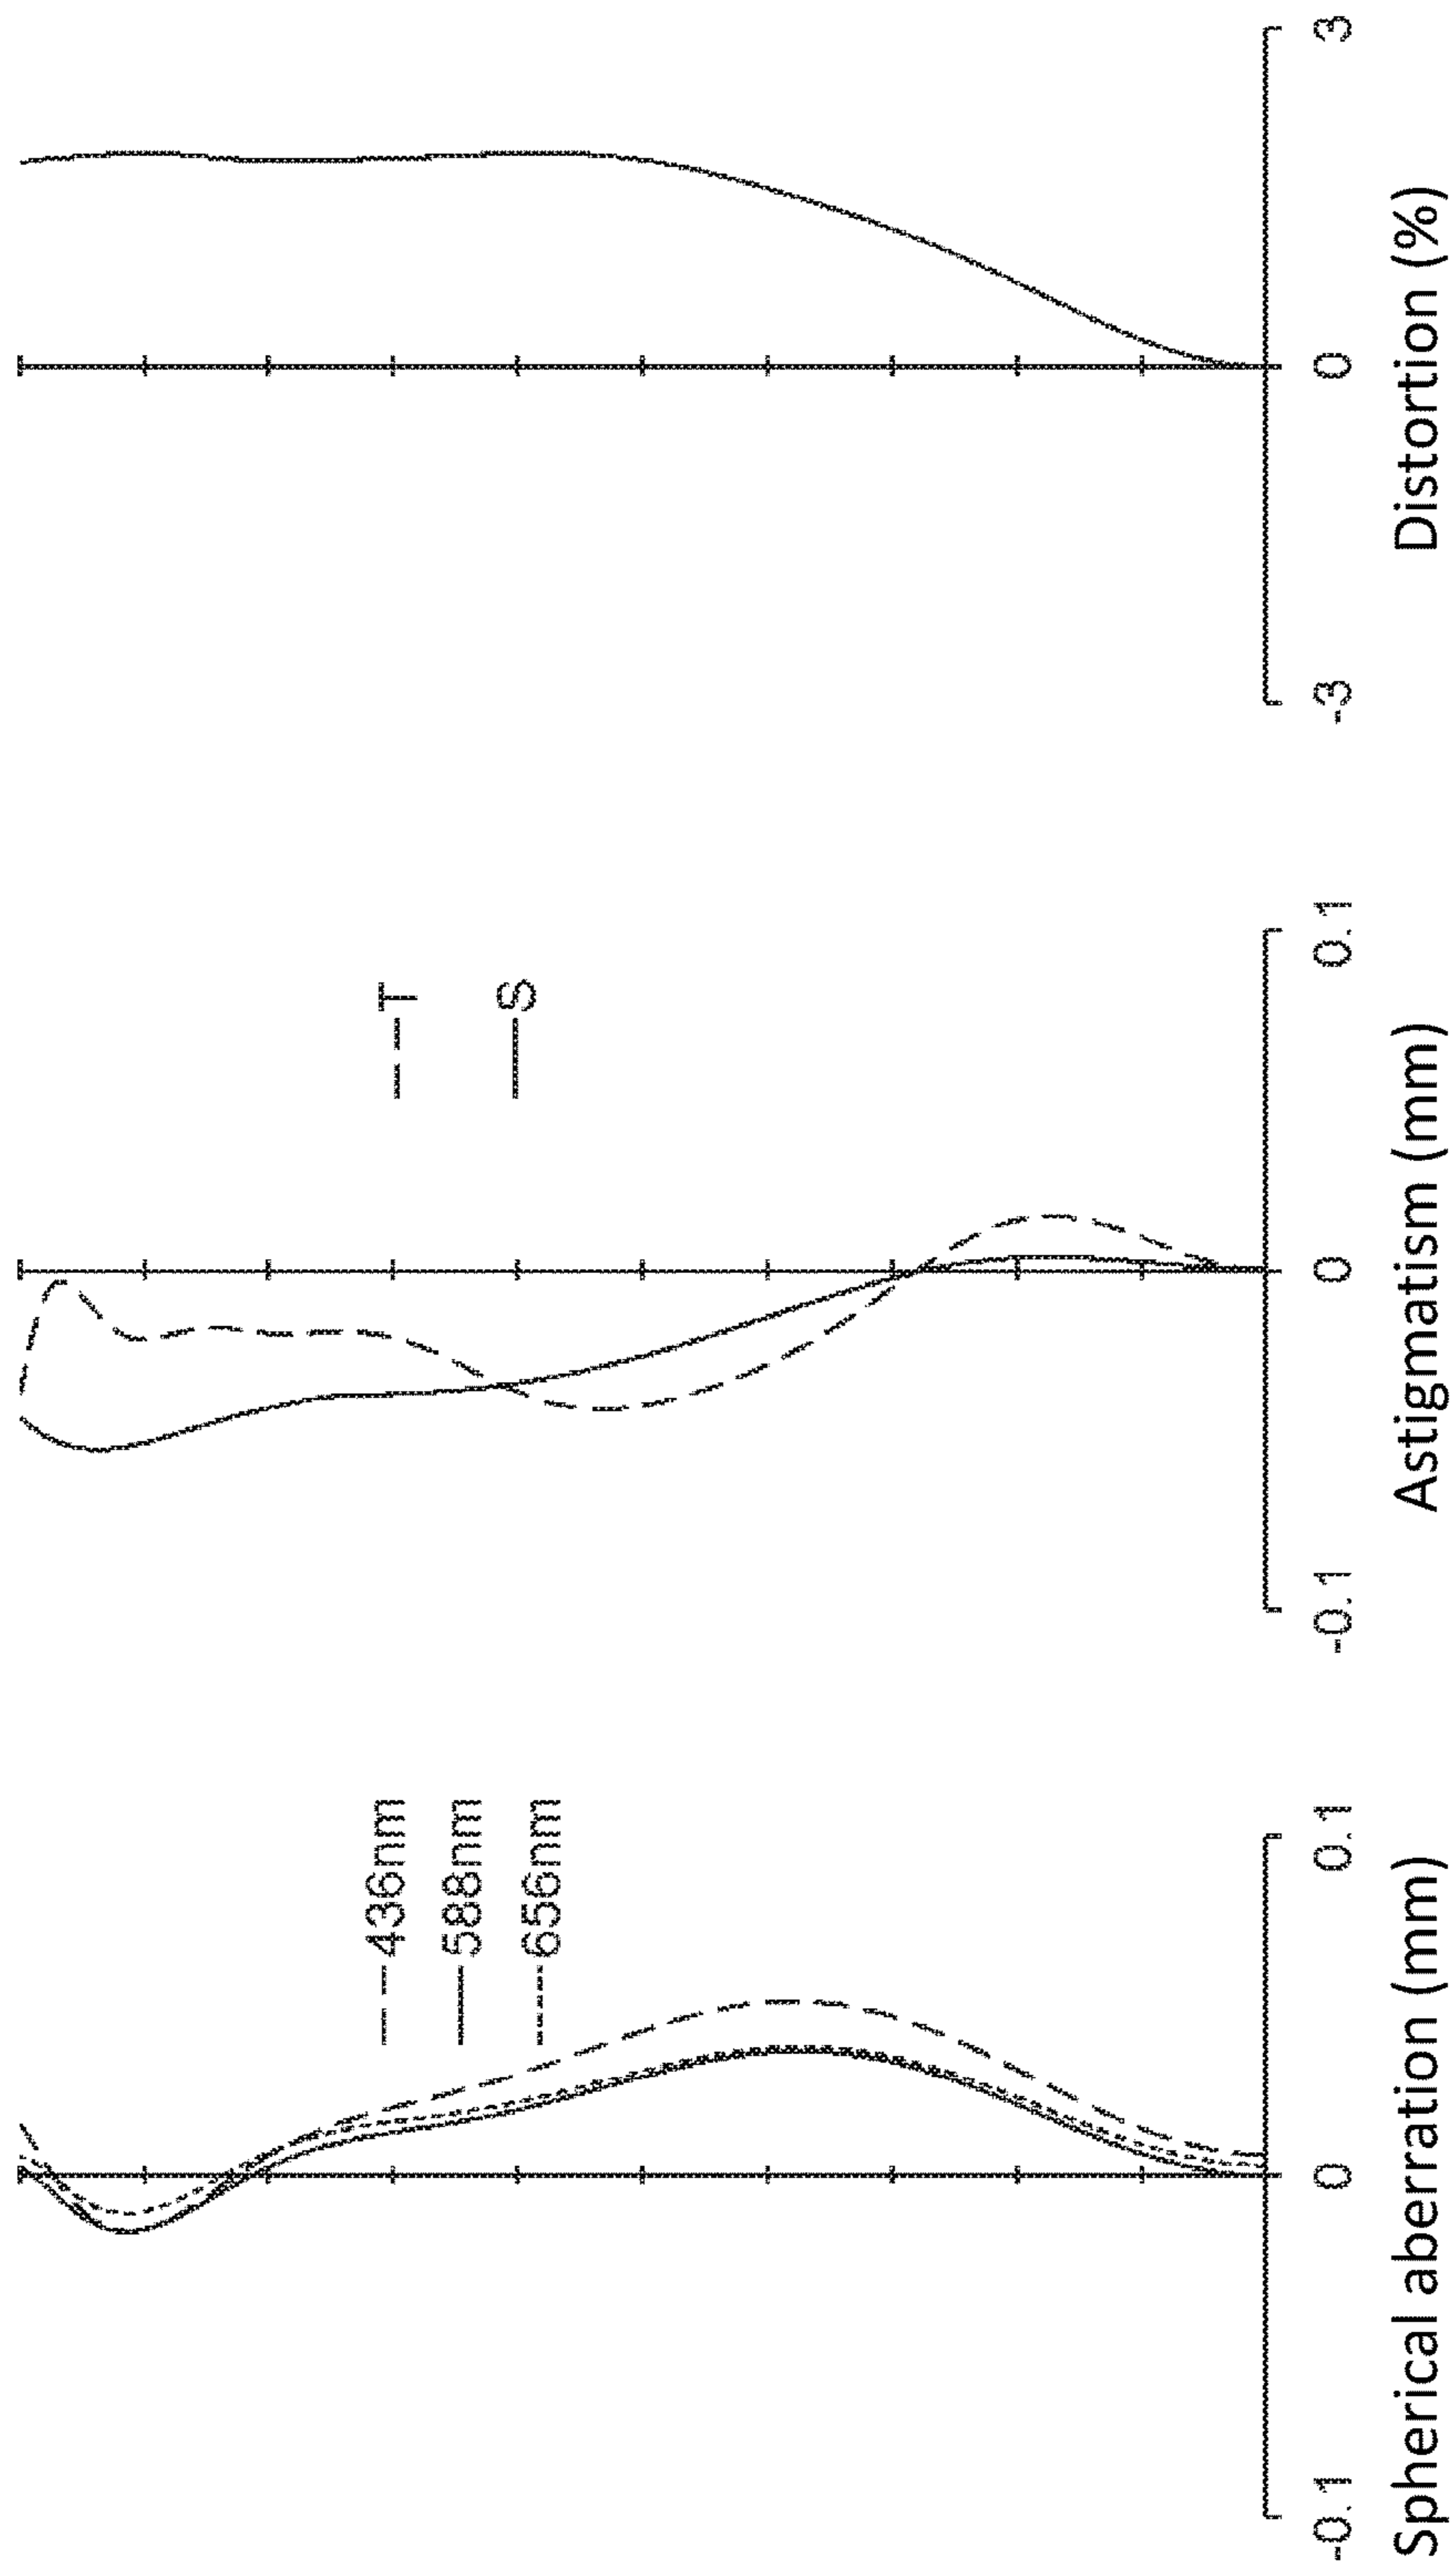 436nm
588nm
656nm
-0.1
0
0.1
Spherical aberration (mm)
T
S
-0.1
0
0.1
Astigmatism (mm)
-3
0
3
Distortion (%)